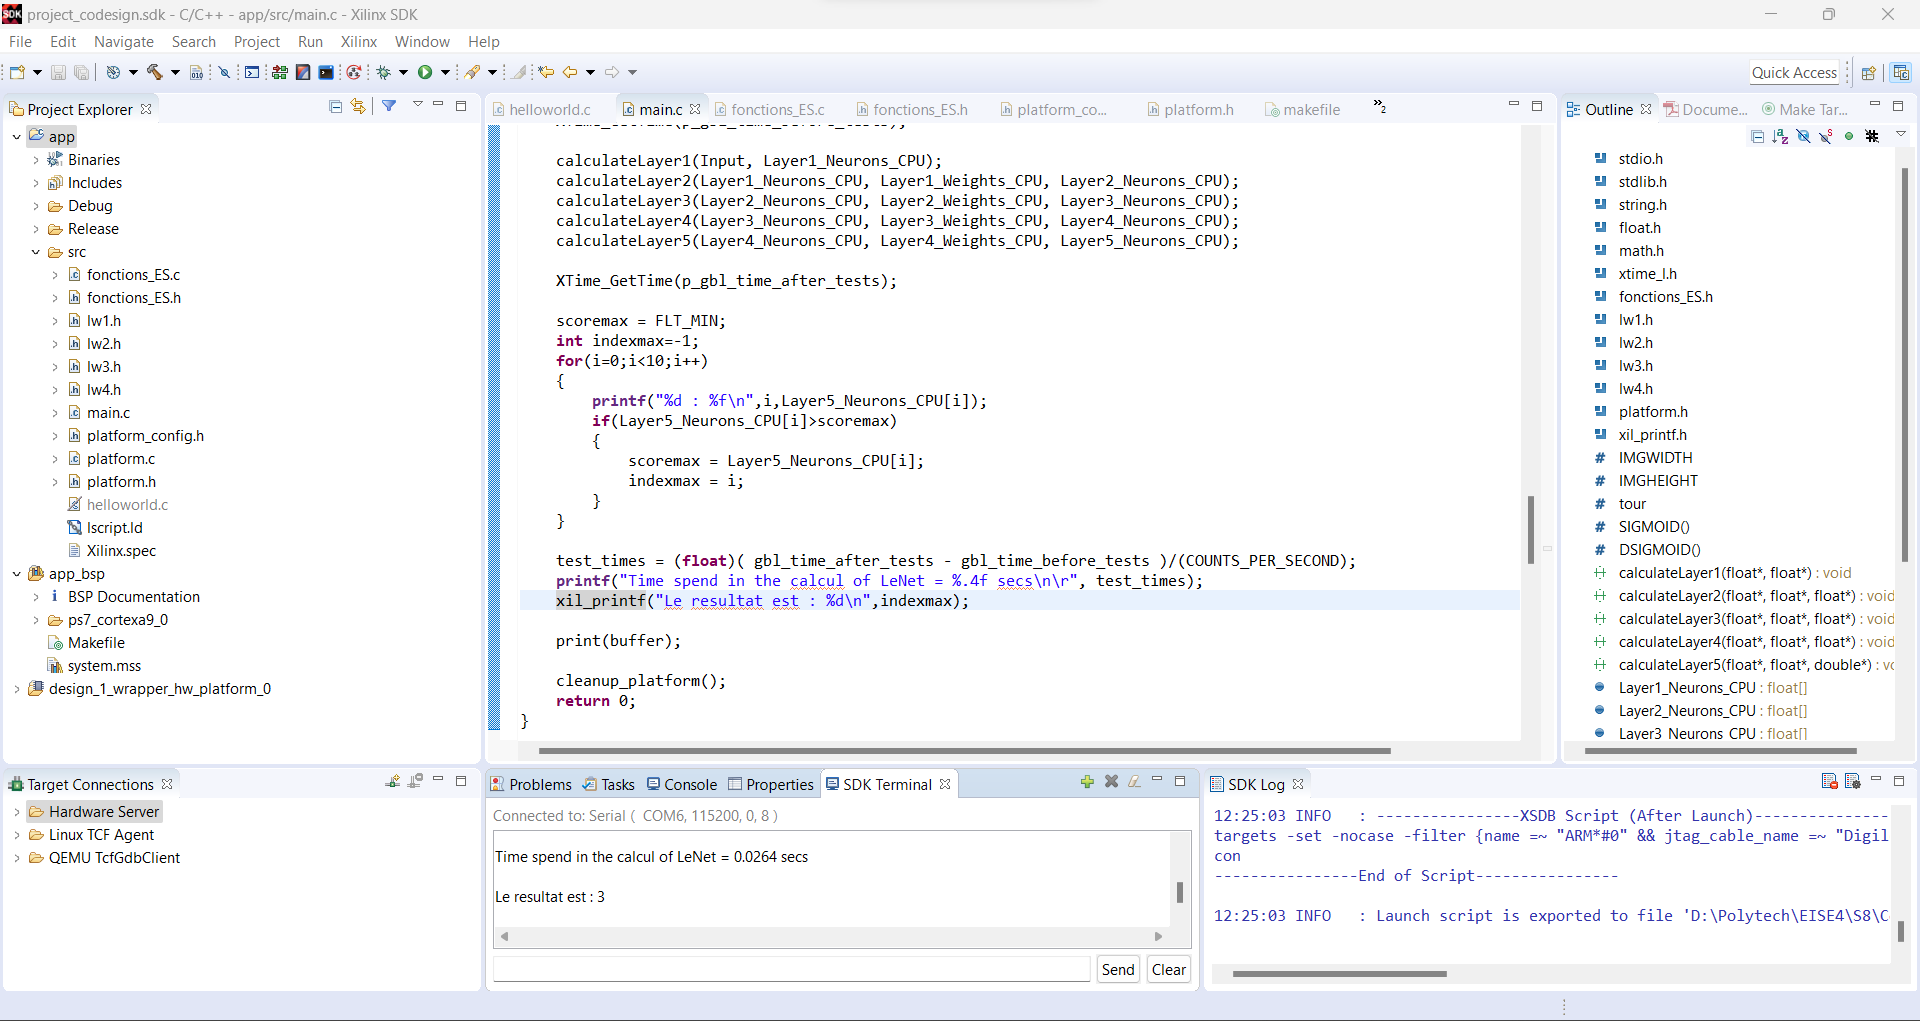 project_codesign.sdk - C/C++ - app/src/main.c - Xilinx SDK
File Edit Navigate Search Project Run Xilinx Window Help
Quick Access
Project Explorer
app
Binaries
Includes
Debug
Release
src
fonctions_ES.c
fonctions_ES.h
lw1.h
lw2.h
lw3.h
lw4.h
main.c
platform_config.h
platform.c
platform.h
helloworld.c
lscript.ld
Xilinx.spec
app_bsp
BSP Documentation
ps7_cortexa9_0
Makefile
system.mss
design_1_wrapper_hw_platform_0
helloworld.c main.c fonctions_ES.c fonctions_ES.h platform_co... platform.h makefile »2
calculateLayer1(Input, Layer1_Neurons_CPU);
calculateLayer2(Layer1_Neurons_CPU, Layer1_Weights_CPU, Layer2_Neurons_CPU);
calculateLayer3(Layer2_Neurons_CPU, Layer2_Weights_CPU, Layer3_Neurons_CPU);
calculateLayer4(Layer3_Neurons_CPU, Layer3_Weights_CPU, Layer4_Neurons_CPU);
calculateLayer5(Layer4_Neurons_CPU, Layer4_Weights_CPU, Layer5_Neurons_CPU);
XTime_GetTime(p_gbl_time_after_tests);
scoremax = FLT_MIN;
int indexmax=-1;
for(i=0;i<10;i++)
{
printf("%d : %f\n",i,Layer5_Neurons_CPU[i]);
if(Layer5_Neurons_CPU[i]>scoremax)
{
scoremax = Layer5_Neurons_CPU[i];
indexmax = i;
}
}
test_times = (float)( gbl_time_after_tests - gbl_time_before_tests )/(COUNTS_PER_SECOND);
printf("Time spend in the calcul of LeNet = %.4f secs\n\r", test_times);
xil_printf("Le resultat est : %d\n",indexmax);
print(buffer);
cleanup_platform();
return 0;
}
Outline Docume... Make Tar...
stdio.h
stdlib.h
string.h
float.h
math.h
xtime_l.h
fonctions_ES.h
lw1.h
lw2.h
lw3.h
lw4.h
platform.h
xil_printf.h
IMGWIDTH
IMGHEIGHT
tour
SIGMOID()
DSIGMOID()
calculateLayer1(float*, float*) : void
calculateLayer2(float*, float*, float*) : void
calculateLayer3(float*, float*, float*) : void
calculateLayer4(float*, float*, float*) : void
calculateLayer5(float*, float*, double*) : vo
Layer1_Neurons_CPU : float[]
Layer2_Neurons_CPU : float[]
Layer3_Neurons_CPU : float[]
Target Connections
Hardware Server
Linux TCF Agent
QEMU TcfGdbClient
Problems Tasks Console Properties SDK Terminal
Connected to: Serial ( COM6, 115200, 0, 8 )
Time spend in the calcul of LeNet = 0.0264 secs
Le resultat est : 3
Send Clear
SDK Log
12:25:03 INFO : ----------------XSDB Script (After Launch)---------------
targets -set -nocase -filter {name =~ "ARM*#0" && jtag_cable_name =~ "Digil
con
----------------End of Script----------------
12:25:03 INFO : Launch script is exported to file 'D:\Polytech\EISE4\S8\C